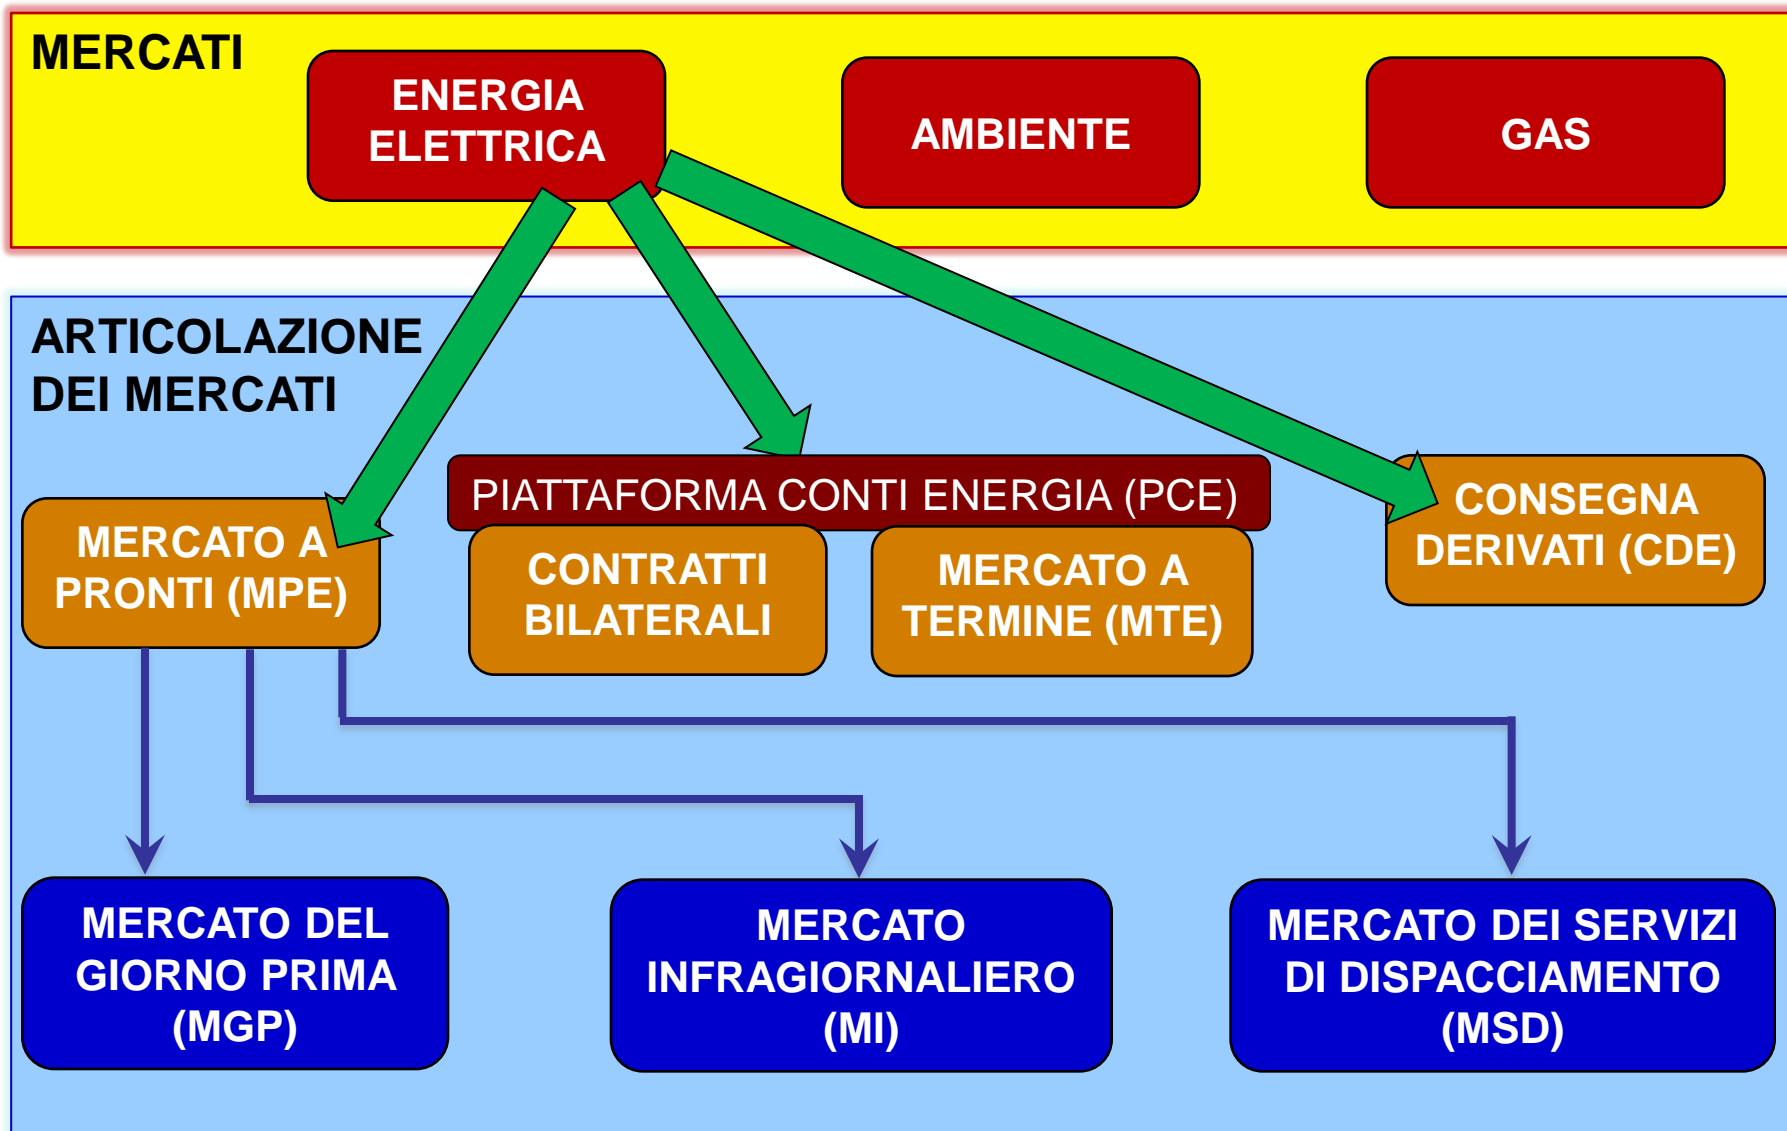 MERCATI
ENERGIA
ELETTRICA
AMBIENTE
GAS
ARTICOLAZIONE
DEI MERCATI
PIATTAFORMA CONTI ENERGIA (PCE)
MERCATO A
PRONTI (MPE)
CONTRATTI
BILATERALI
MERCATO A
TERMINE (MTE)
CONSEGNA
DERIVATI (CDE)
MERCATO DEL
GIORNO PRIMA
(MGP)
MERCATO
INFRAGIORNALIERO
(MI)
MERCATO DEI SERVIZI
DI DISPACCIAMENTO
(MSD)